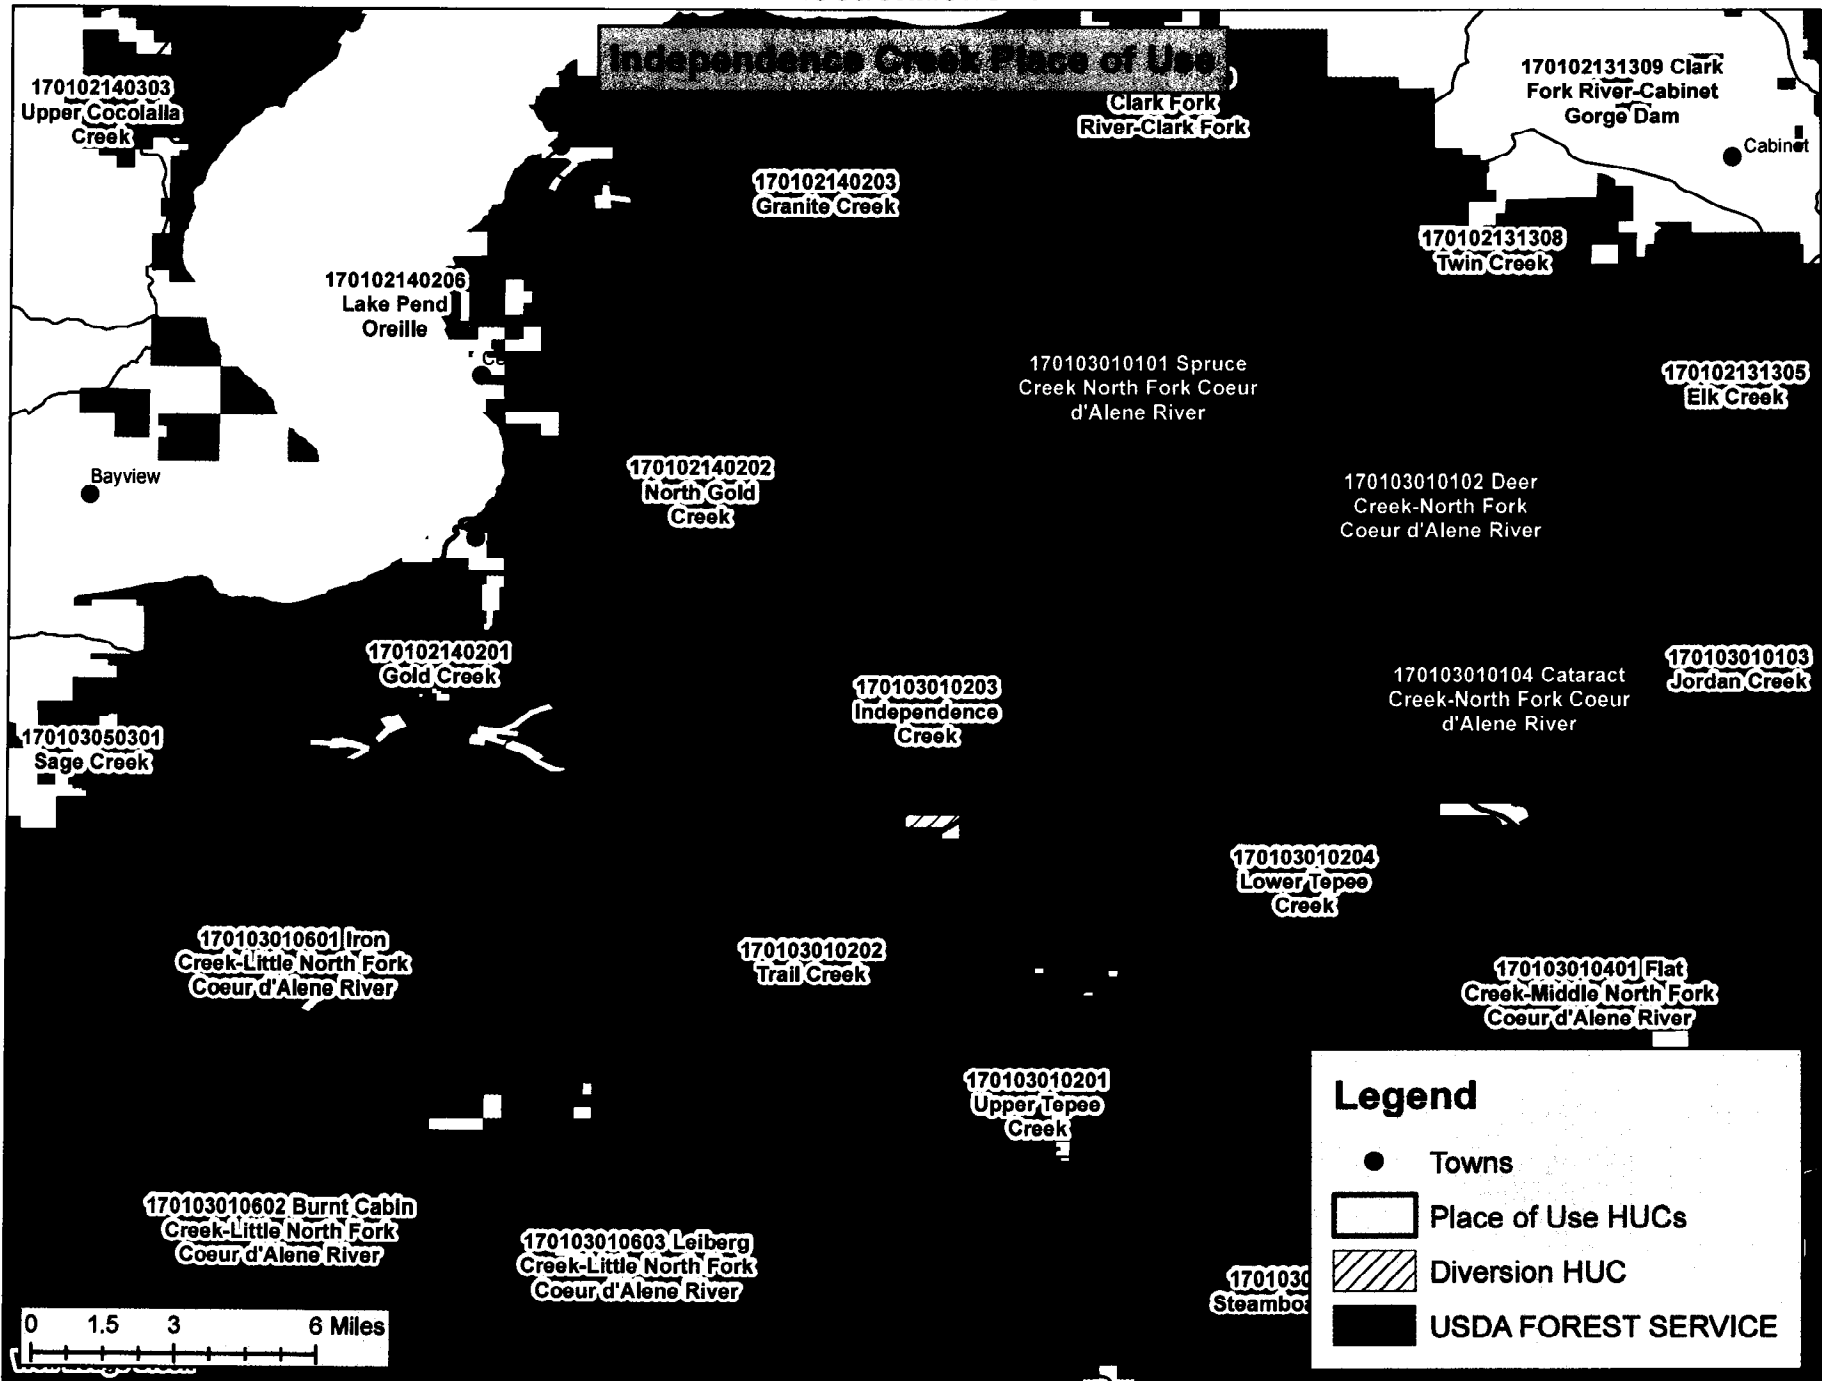 Independence Creek Place of Use
170102140303
Upper Cocolalla
Creek
Clark Fork
River-Clark Fork
170102131309 Clark
Fork River-Cabinet
Gorge Dam
Cabinet
170102140203
Granite Creek
170102131308
Twin Creek
170102140206
Lake Pend
Oreille
170103010101 Spruce
Creek North Fork Coeur
d'Alene River
170102131305
Elk Creek
Bayview
170102140202
North Gold
Creek
170103010102 Deer
Creek-North Fork
Coeur d'Alene River
170102140201
Gold Creek
170103010203
Independence
Creek
170103010104 Cataract
Creek-North Fork Coeur
d'Alene River
170103010103
Jordan Creek
170103050301
Sage Creek
170103010204
Lower Tepee
Creek
170103010601 Iron
Creek-Little North Fork
Coeur d'Alene River
170103010202
Trail Creek
170103010401 Flat
Creek-Middle North Fork
Coeur d'Alene River
170103010201
Upper Tepee
Creek
170103010602 Burnt Cabin
Creek-Little North Fork
Coeur d'Alene River
170103010603 Leiberg
Creek-Little North Fork
Coeur d'Alene River
1701030
Steamboa
Legend
Towns
Place of Use HUCs
Diversion HUC
USDA FOREST SERVICE
0 1.5 3 6 Miles